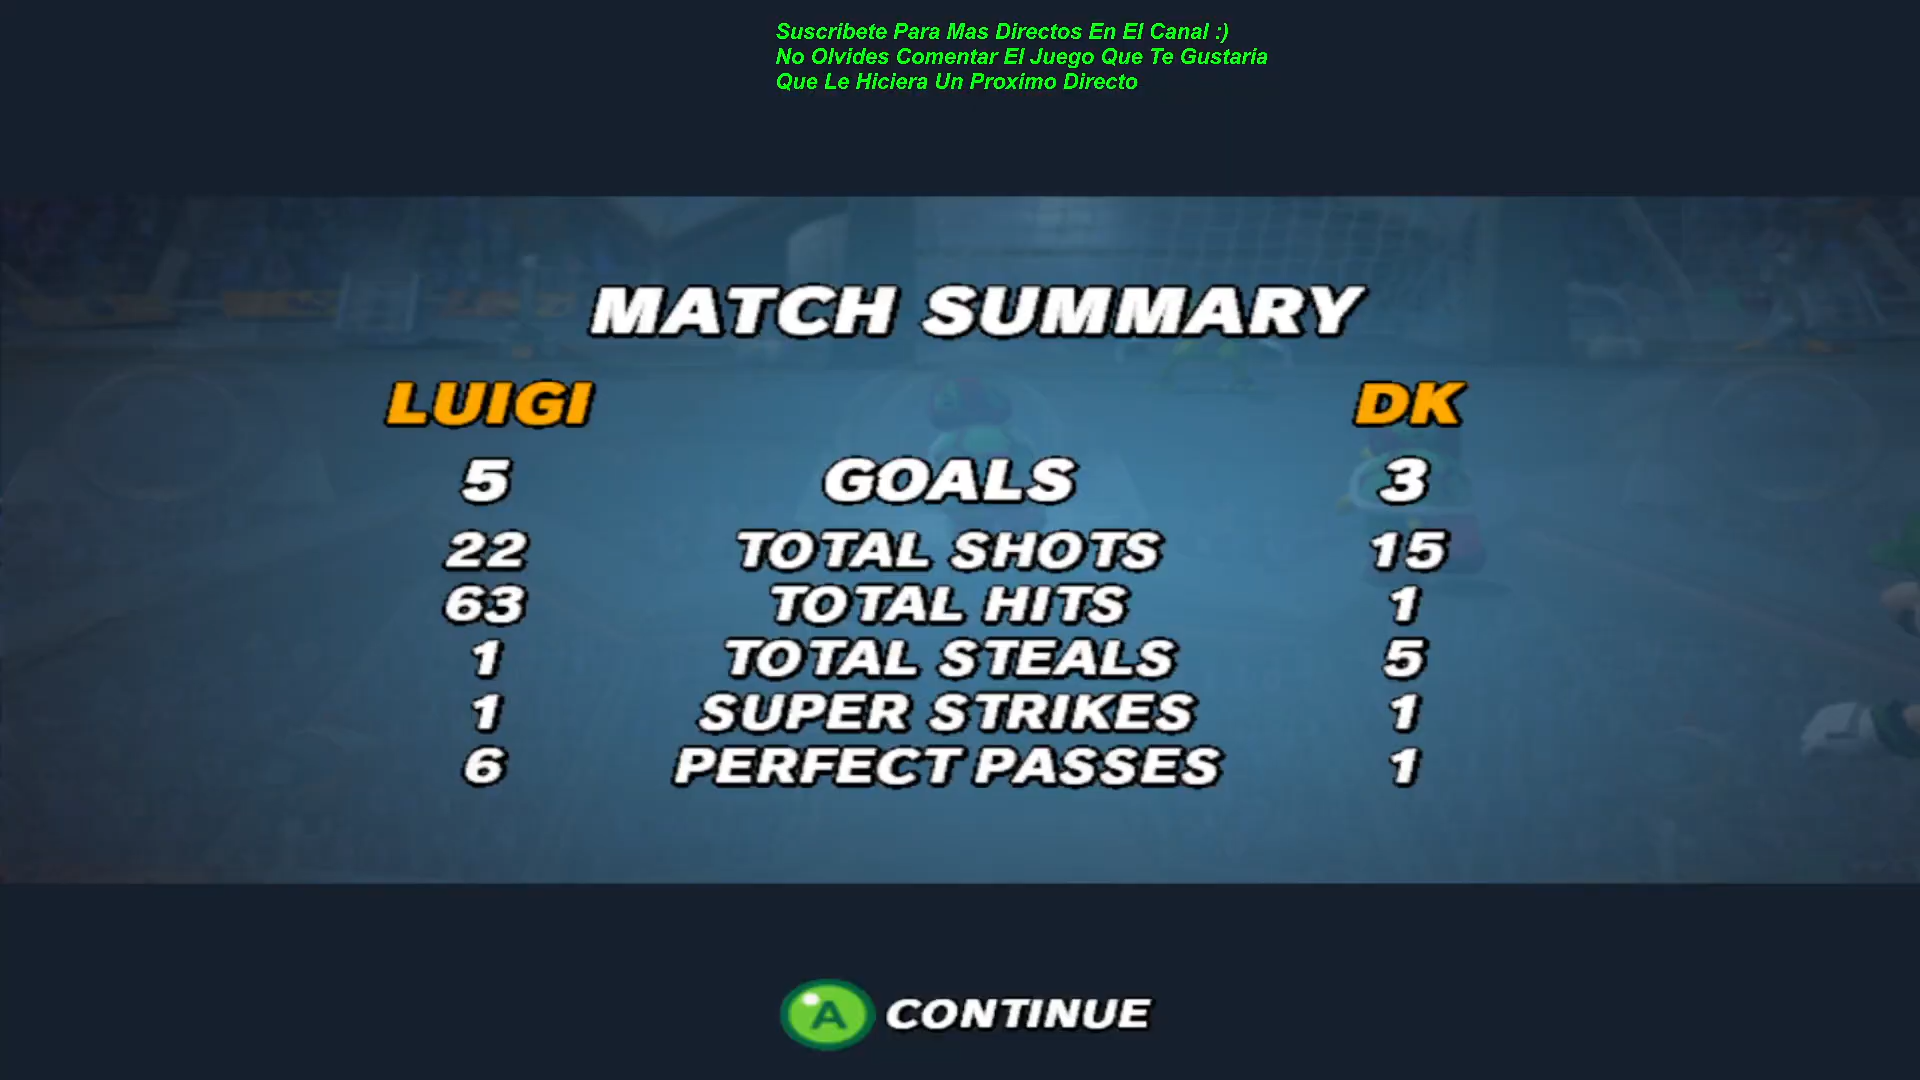 Suscribete Para Mas Directos En El Canal :)
No Olvides Comentar El Juego Que Te Gustaria
Que Le Hiciera Un Proximo Directo
MATCH SUMMARY
LUIGI DK
5 GOALS 3
22 TOTAL SHOTS 15
63 TOTAL HITS 1
1 TOTAL STEALS 5
1 SUPER STRIKES 1
6 PERFECT PASSES 1
A CONTINUE